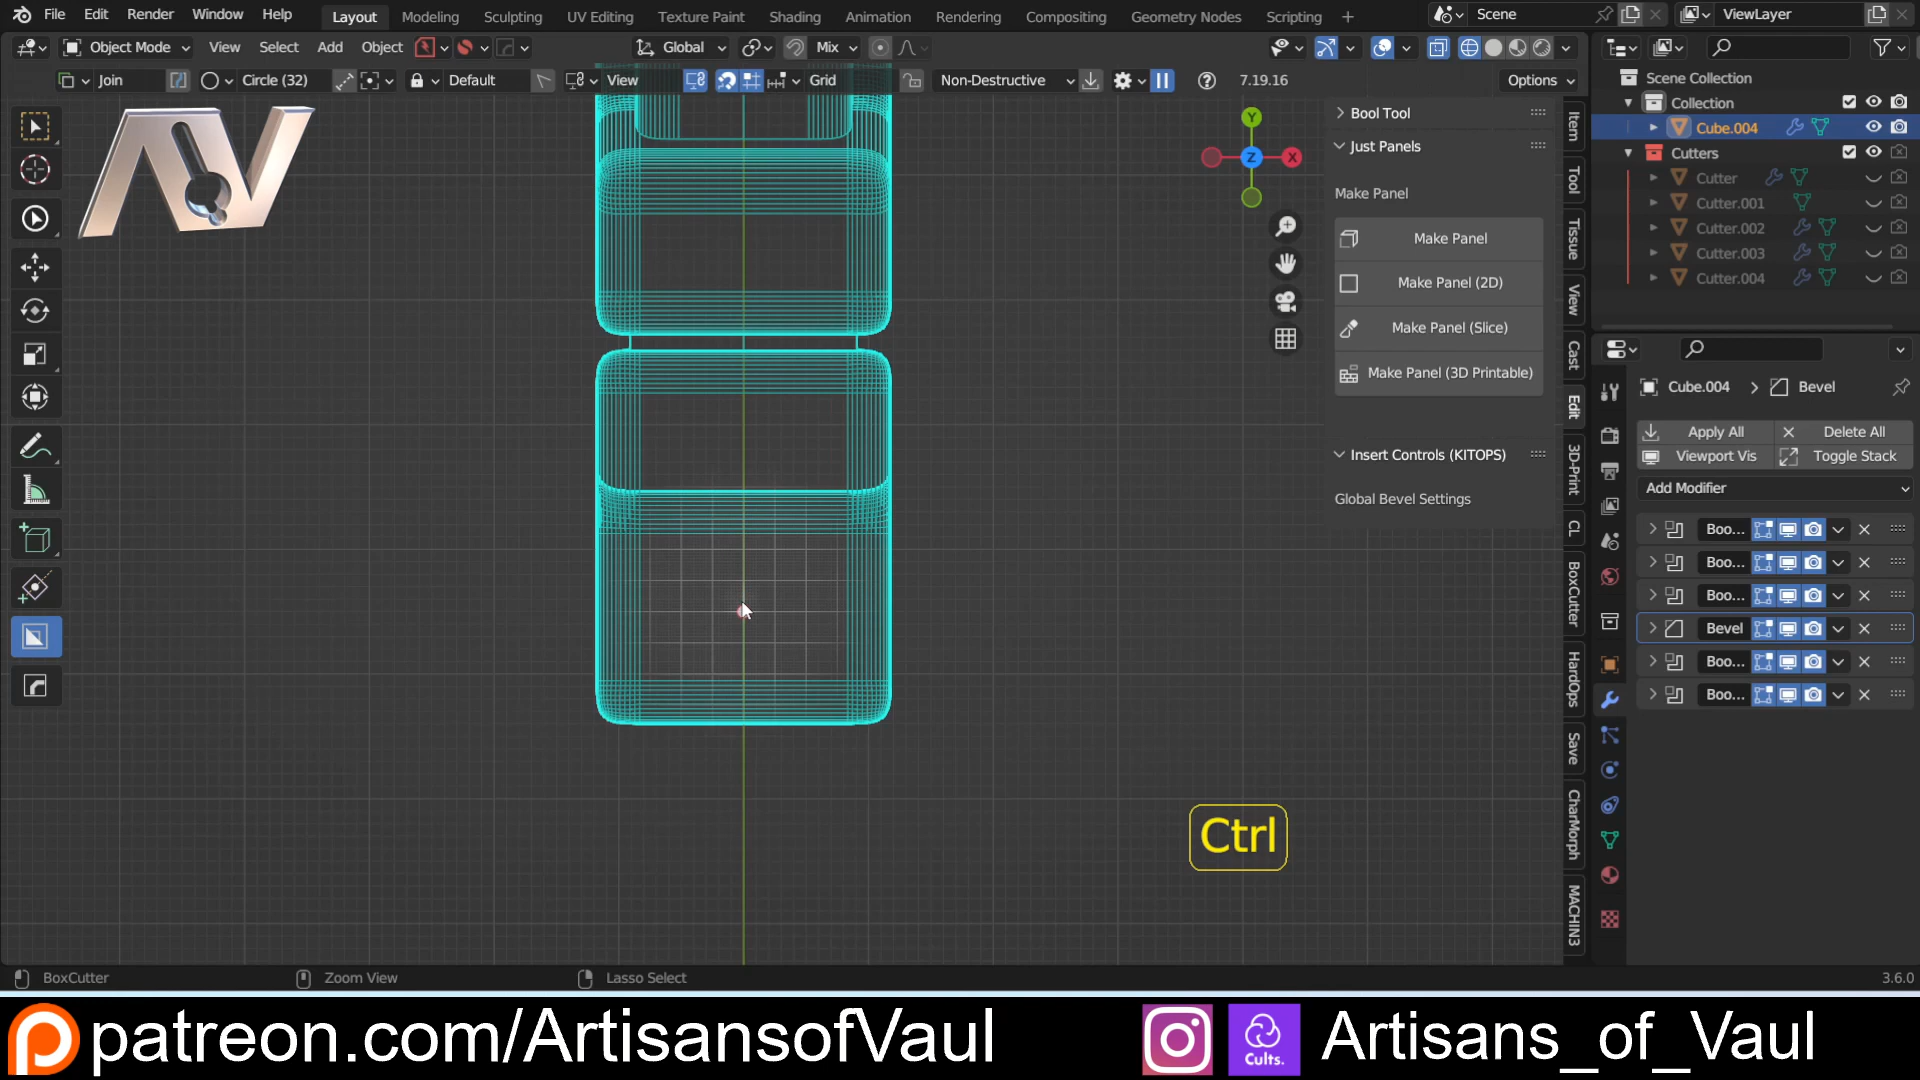 File Edit Render Window Help Layout Modeling Sculpting UV Editing Texture Paint Shading Animation Rendering Compositing Geometry Nodes Scripting + Scene ViewLayer
Object Mode View Select Add Object Global Mix
Join Circle (32) Default View Grid Non-Destructive 7.19.16 Options
Scene Collection
Collection
Cube.004
Cutters
Cutter
Cutter.001
Cutter.002
Cutter.003
Cutter.004
Y
Z X
Bool Tool
Just Panels
Make Panel
Make Panel
Make Panel (2D)
Make Panel (Slice)
Make Panel (3D Printable)
Insert Controls (KITOPS)
Global Bevel Settings
Item
Tool
Tissue
View
Cast
Edit
3D-Print
CL
BoxCutter
HardOps
Save
CharMorph
MACHIN3
Cube.004 > Bevel
Apply All Delete All
Viewport Vis Toggle Stack
Add Modifier
Boo...
Boo...
Boo...
Bevel
Boo...
Boo...
Ctrl
BoxCutter Zoom View Lasso Select 3.6.0
patreon.com/ArtisansofVaul Cults. Artisans_of_Vaul